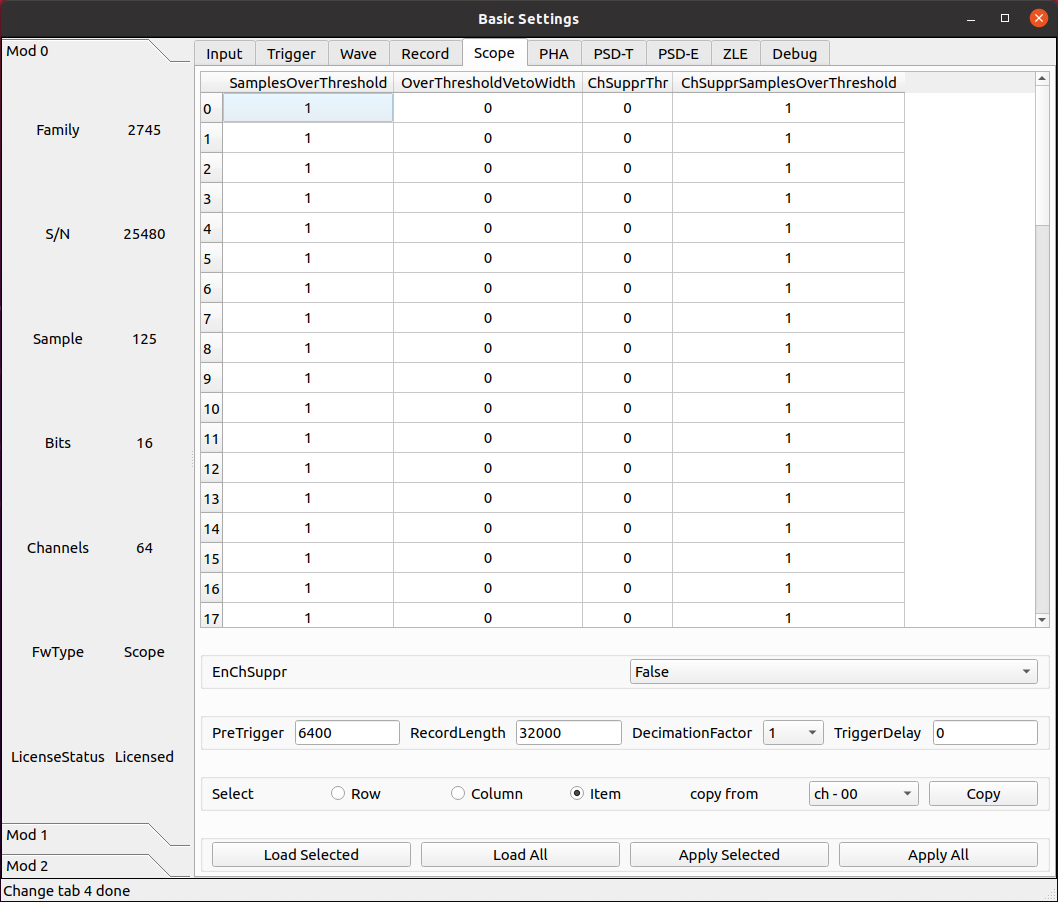 Basic Settings
Mod 0
Family 2745
S/N 25480
Sample 125
Bits 16
Channels 64
FwType Scope
LicenseStatus Licensed
Mod 1
Mod 2
Input Trigger Wave Record Scope PHA PSD-T PSD-E ZLE Debug
SamplesOverThreshold OverThresholdVetoWidth ChSupprThr ChSupprSamplesOverThreshold
0 1 0 0 1
1 1 0 0 1
2 1 0 0 1
3 1 0 0 1
4 1 0 0 1
5 1 0 0 1
6 1 0 0 1
7 1 0 0 1
8 1 0 0 1
9 1 0 0 1
10 1 0 0 1
11 1 0 0 1
12 1 0 0 1
13 1 0 0 1
14 1 0 0 1
15 1 0 0 1
16 1 0 0 1
17 1 0 0 1
EnChSuppr False
PreTrigger 6400 RecordLength 32000 DecimationFactor 1 TriggerDelay 0
Select Row Column Item copy from ch - 00 Copy
Load Selected Load All Apply Selected Apply All
Change tab 4 done